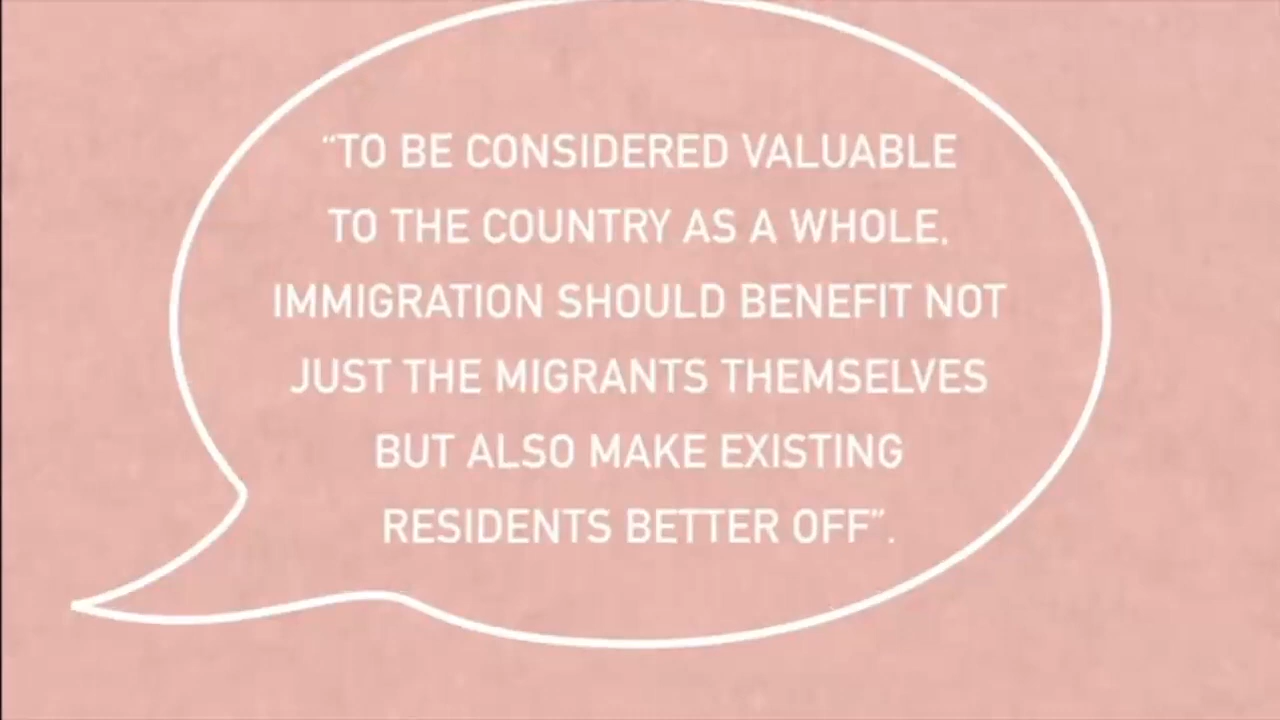 “TO BE CONSIDERED VALUABLE
TO THE COUNTRY AS A WHOLE,
IMMIGRATION SHOULD BENEFIT NOT
JUST THE MIGRANTS THEMSELVES
BUT ALSO MAKE EXISTING
RESIDENTS BETTER OFF”.